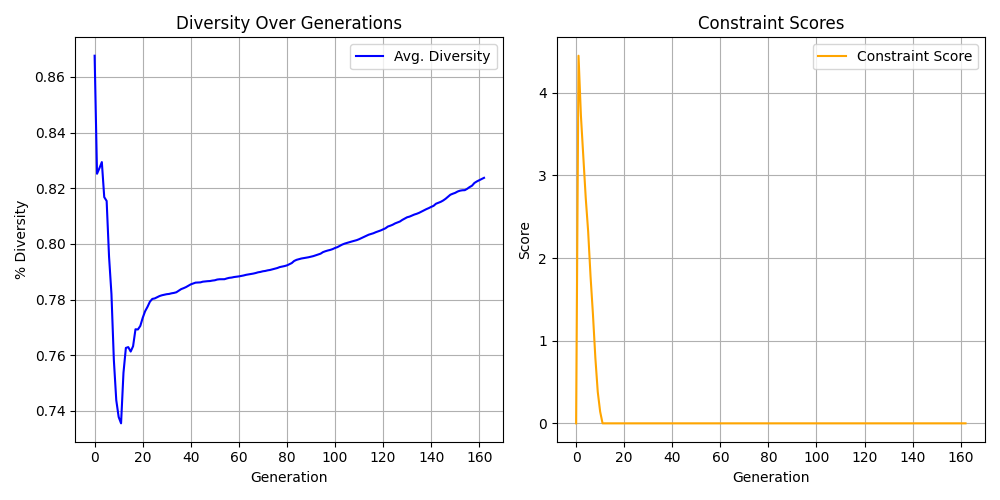 Diversity Over Generations
Avg. Diversity
% Diversity
0.86
0.84
0.82
0.80
0.78
0.76
0.74
0 20 40 60 80 100 120 140 160
Generation
Constraint Scores
Constraint Score
Score
4
3
2
1
0
0 20 40 60 80 100 120 140 160
Generation